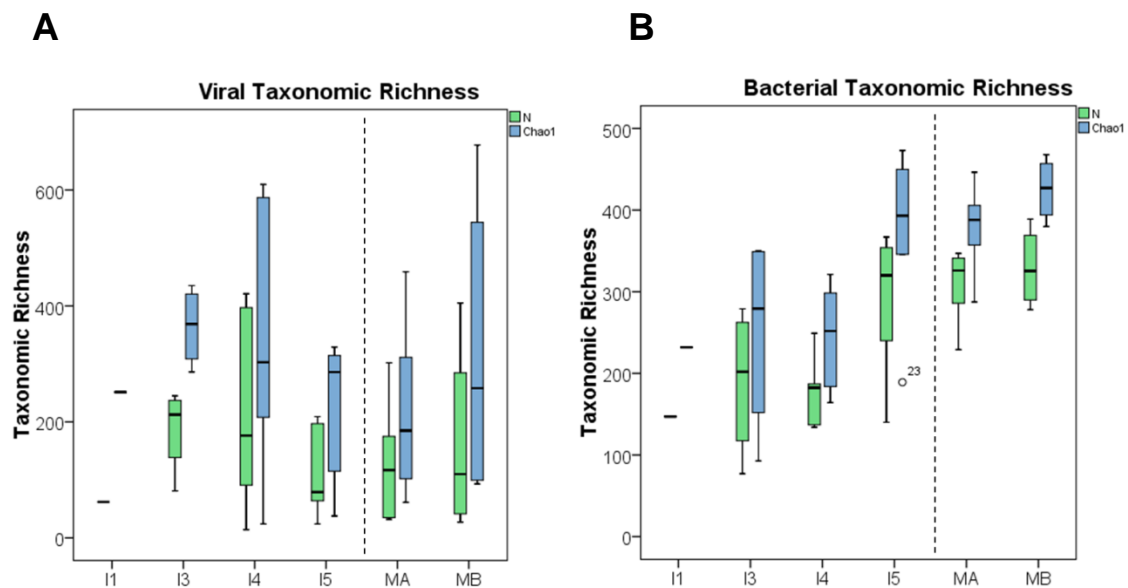 A
B
Viral Taxonomic Richness
N
Chao1
Taxonomic Richness
600
400
200
0
I1 I3 I4 I5 MA MB
Bacterial Taxonomic Richness
N
Chao1
Taxonomic Richness
500
400
300
200
100
0
23
I1 I3 I4 I5 MA MB